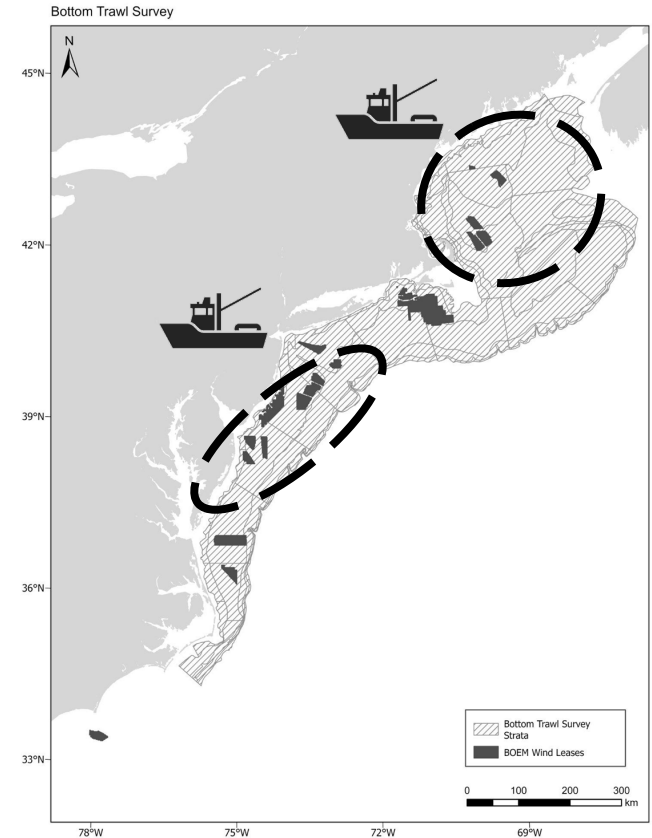 Bottom Trawl Survey
N
45°N
42°N
39°N
36°N
33°N
Bottom Trawl Survey
Strata
BOEM Wind Leases
0 100 200 300
km
78°W 75°W 72°W 69°W